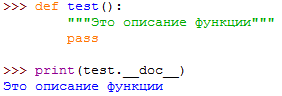 >>> def test():
        """Это описание функции"""
        pass
>>> print(test.__doc__)
Это описание функции